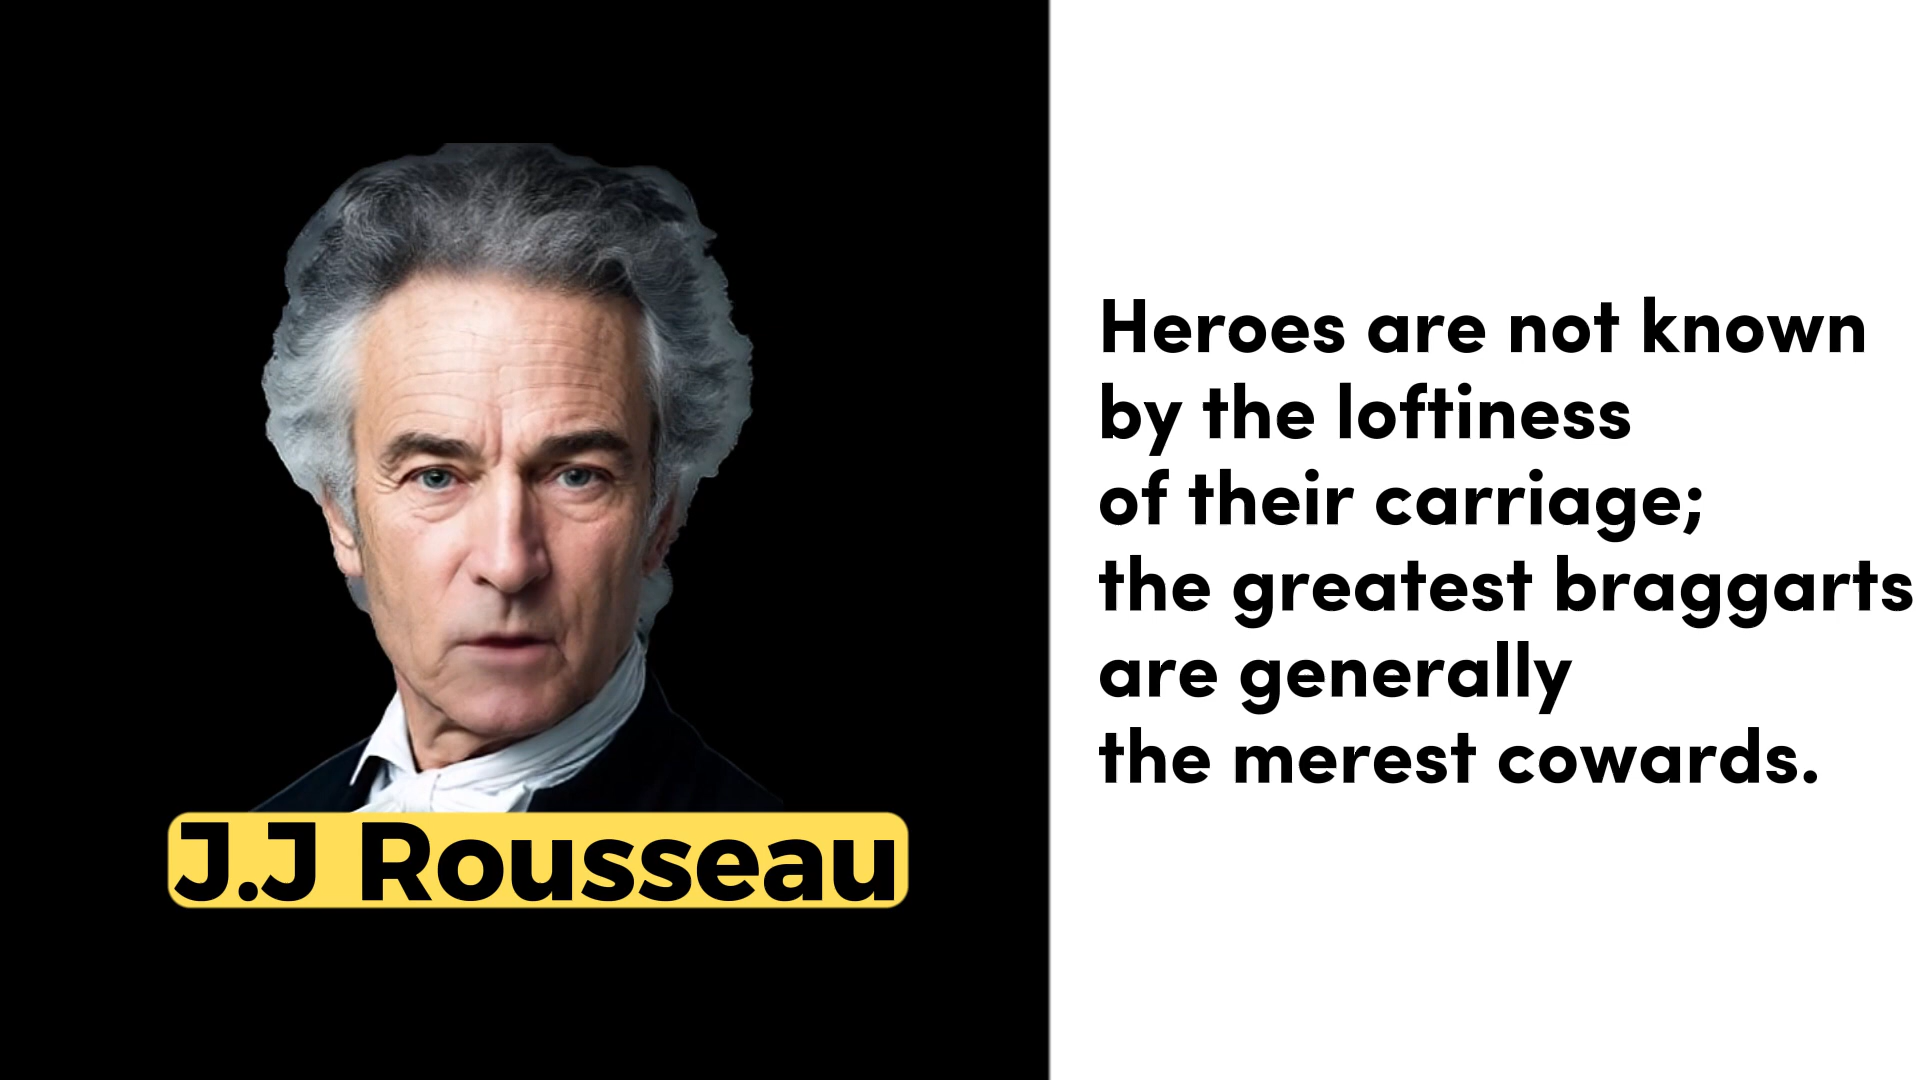 J.J Rousseau
Heroes are not known
by the loftiness
of their carriage;
the greatest braggarts
are generally
the merest cowards.